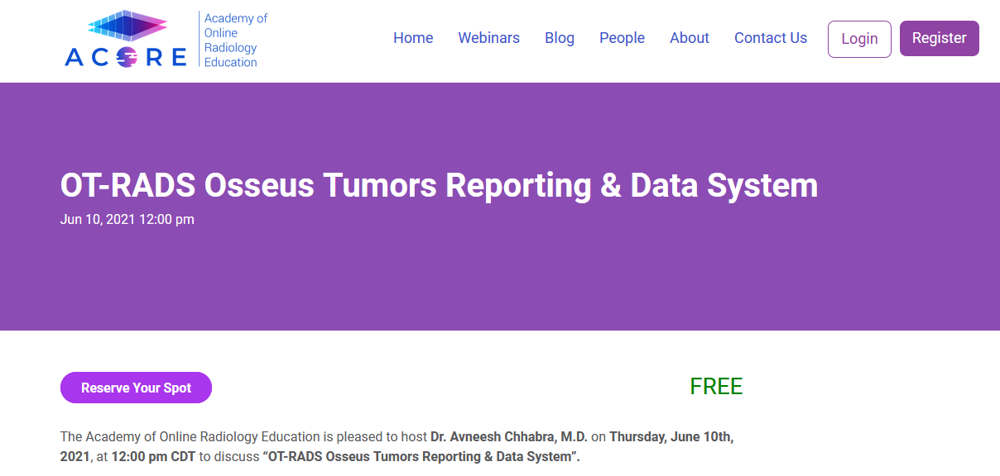 ACORE
Academy of
Online
Radiology
Education
Home Webinars Blog People About Contact Us Login Register
OT-RADS Osseus Tumors Reporting & Data System
Jun 10, 2021 12:00 pm
Reserve Your Spot
FREE
The Academy of Online Radiology Education is pleased to host Dr. Avneesh Chhabra, M.D. on Thursday, June 10th,
2021, at 12:00 pm CDT to discuss “OT-RADS Osseus Tumors Reporting & Data System”.